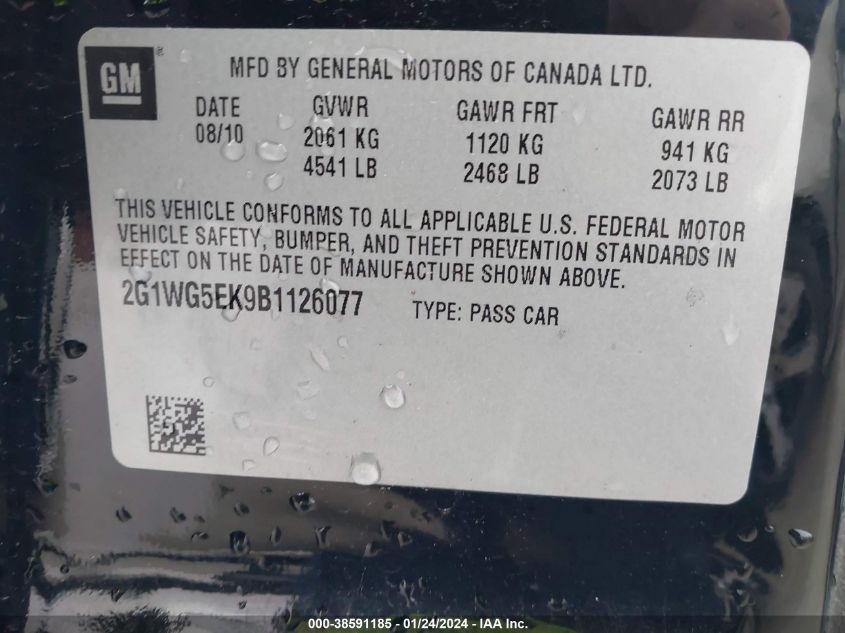 GM ®
MFD BY GENERAL MOTORS OF CANADA LTD.
DATE GVWR GAWR FRT GAWR RR
08/10 2061 KG 1120 KG 941 KG
4541 LB 2468 LB 2073 LB
THIS VEHICLE CONFORMS TO ALL APPLICABLE U.S. FEDERAL MOTOR
VEHICLE SAFETY, BUMPER, AND THEFT PREVENTION STANDARDS IN
EFFECT ON THE DATE OF MANUFACTURE SHOWN ABOVE.
2G1WG5EK9B1126077 TYPE: PASS CAR
000-38591185 - 01/24/2024 - IAA Inc.